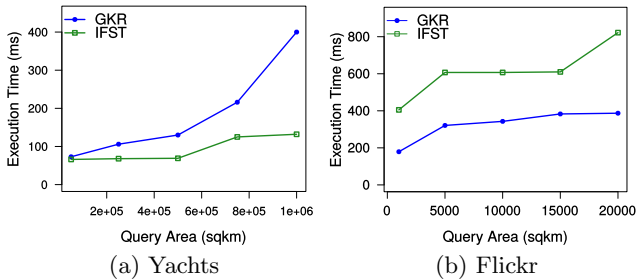 GKR
IFST
Execution Time (ms)
400
300
200
100
0
2e+05 4e+05 6e+05 8e+05 1e+06
Query Area (sqkm)
(a) Yachts
GKR
IFST
Execution Time (ms)
800
600
400
200
0
0 5000 10000 15000 20000
Query Area (sqkm)
(b) Flickr